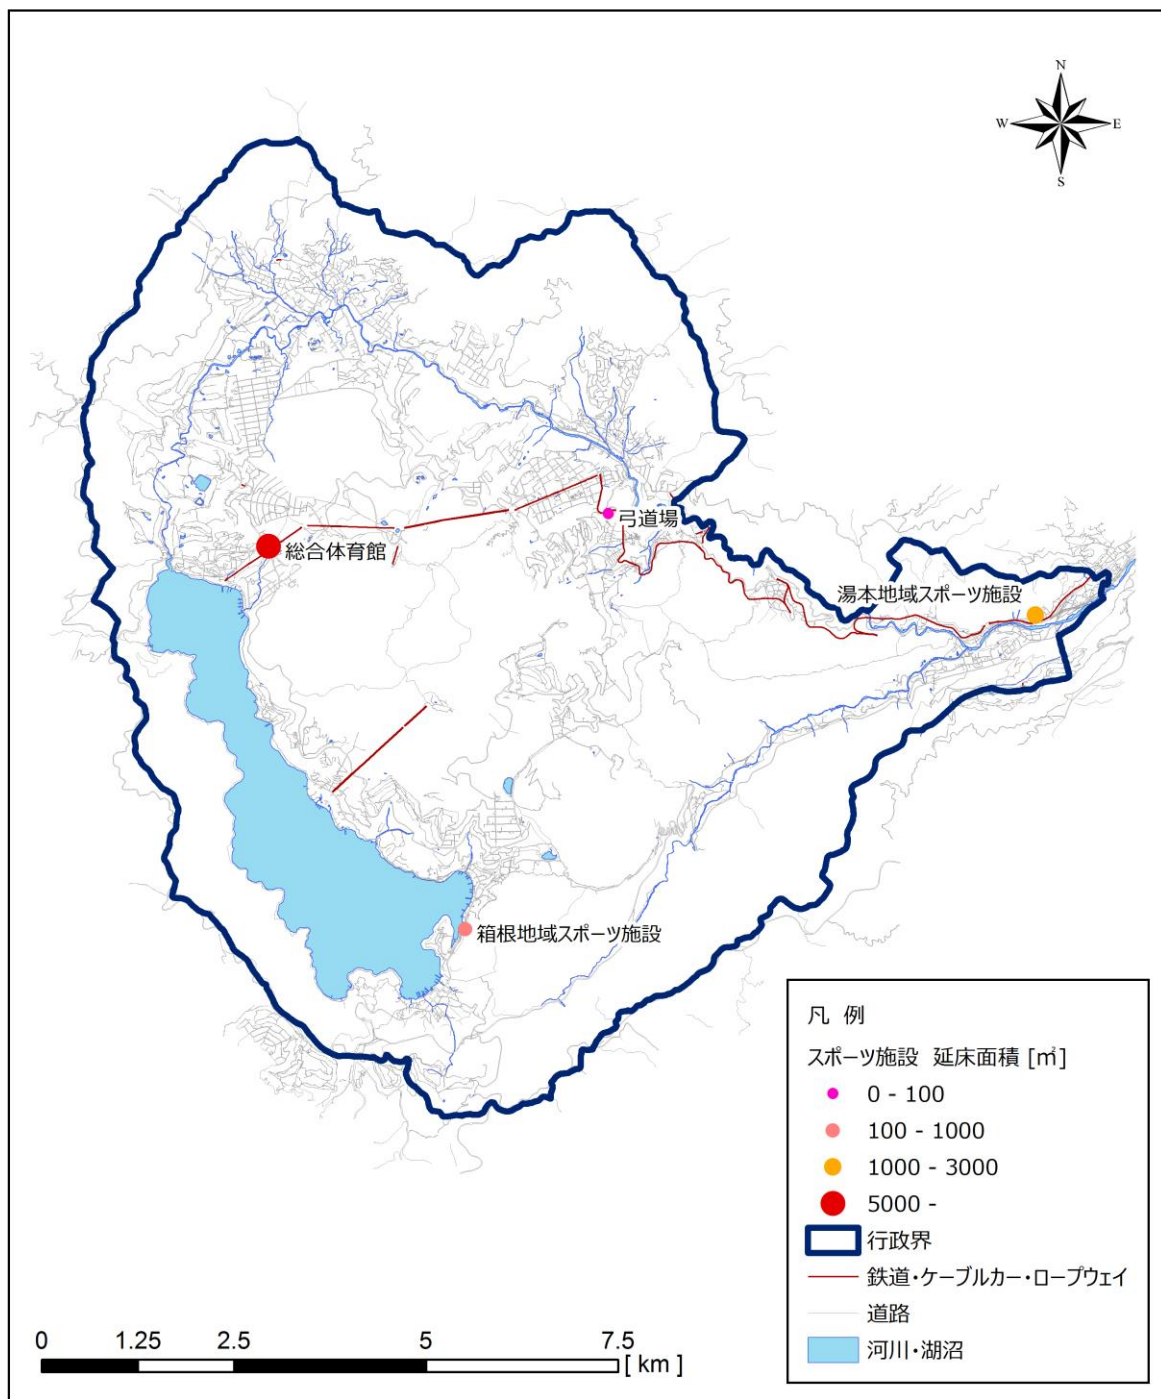 N
W E
S
弓道場
総合体育館
湯本地域スポーツ施設
箱根地域スポーツ施設
凡 例
スポーツ施設 延床面積 [㎡]
0 - 100
100 - 1000
1000 - 3000
5000 -
行政界
鉄道・ケーブルカー・ロープウェイ
道路
河川・湖沼
0 1.25 2.5 5 7.5
[ km ]